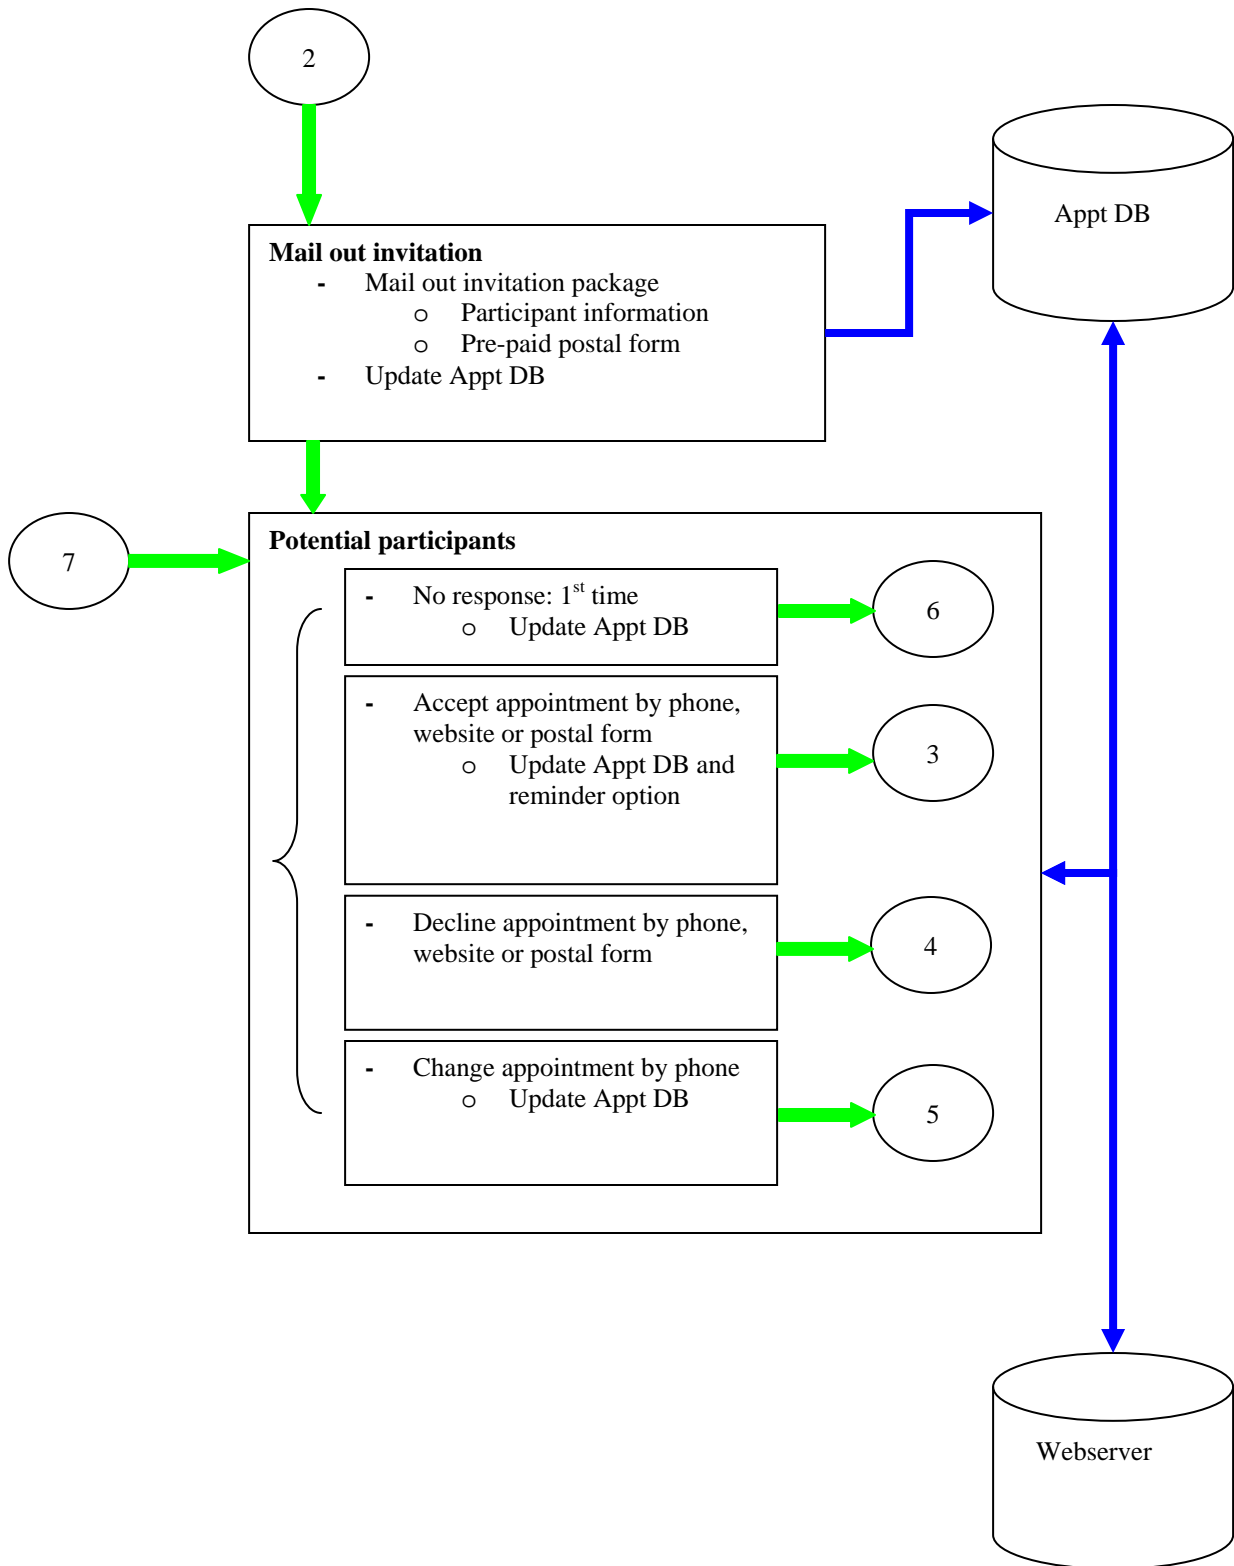 2
Appt DB
Mail out invitation
- Mail out invitation package
o Participant information
o Pre-paid postal form
- Update Appt DB
7
Potential participants
- No response: 1st time
o Update Appt DB
6
- Accept appointment by phone,
website or postal form
o Update Appt DB and
reminder option
3
- Decline appointment by phone,
website or postal form
4
- Change appointment by phone
o Update Appt DB
5
Webserver